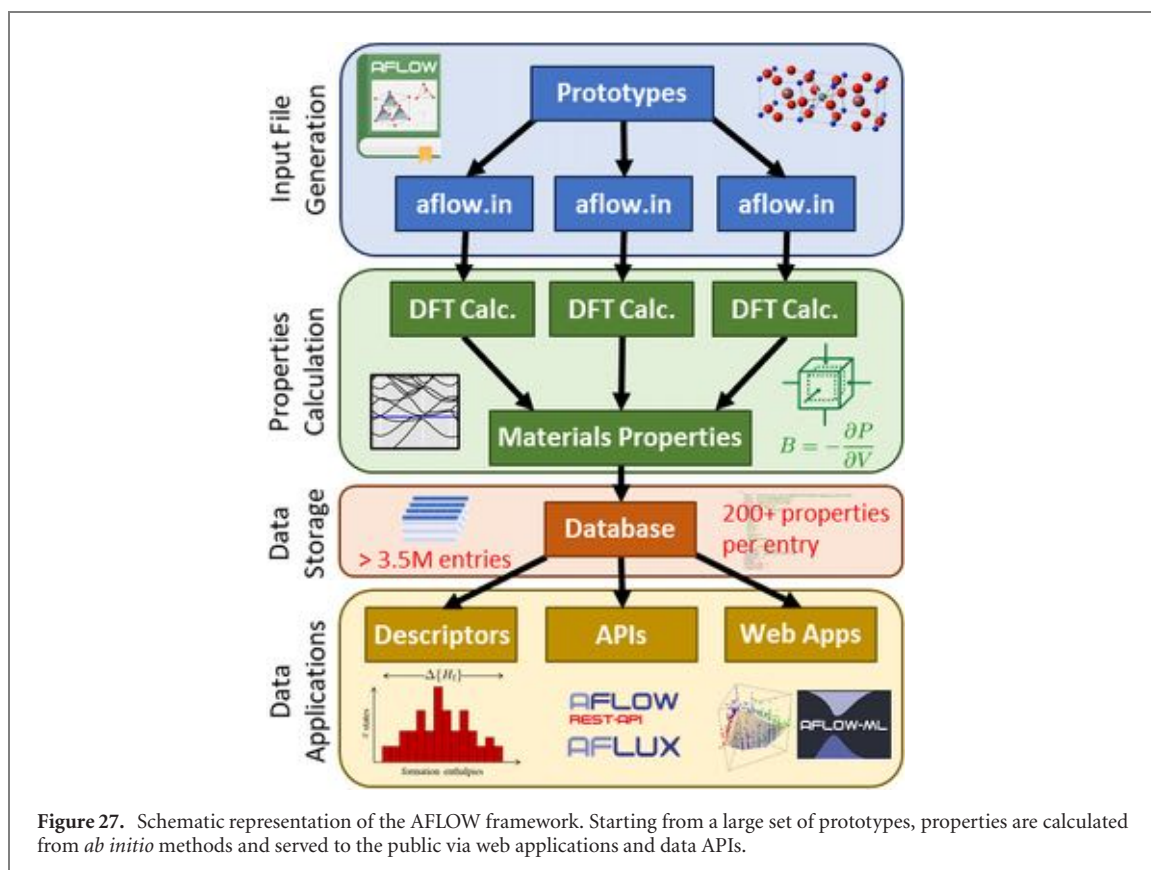 Input File
Generation
AFLOW
Prototypes
aflow.in
aflow.in
aflow.in
Properties
Calculation
DFT Calc.
DFT Calc.
DFT Calc.
Materials Properties
B = −∂P/∂V
Data
Storage
> 3.5M entries
Database
200+ properties
per entry
Data
Applications
Descriptors
APIs
Web Apps
# states
formation enthalpies
AFLOW
REST-API
AFLUX
AFLOW-ML
Figure 27. Schematic representation of the AFLOW framework. Starting from a large set of prototypes, properties are calculated
from ab initio methods and served to the public via web applications and data APIs.